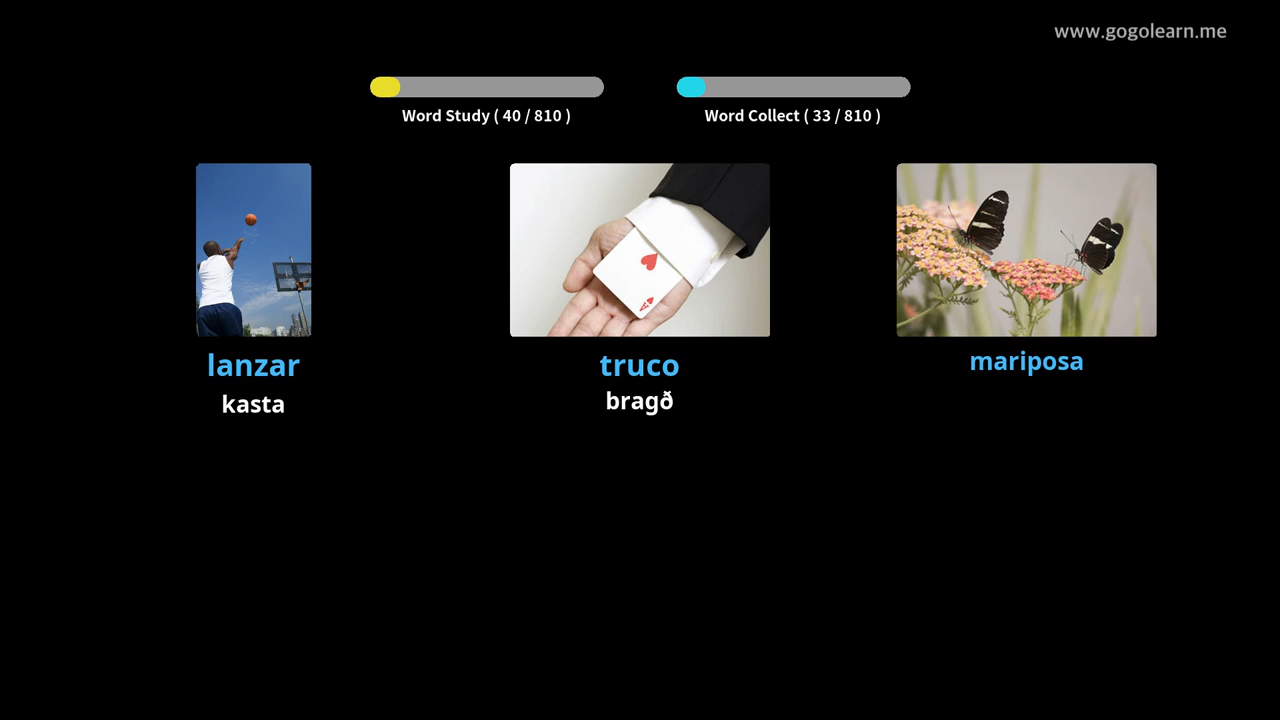 www.gogolearn.me
Word Study ( 40 / 810 )
Word Collect ( 33 / 810 )
lanzar
kasta
truco
bragð
mariposa